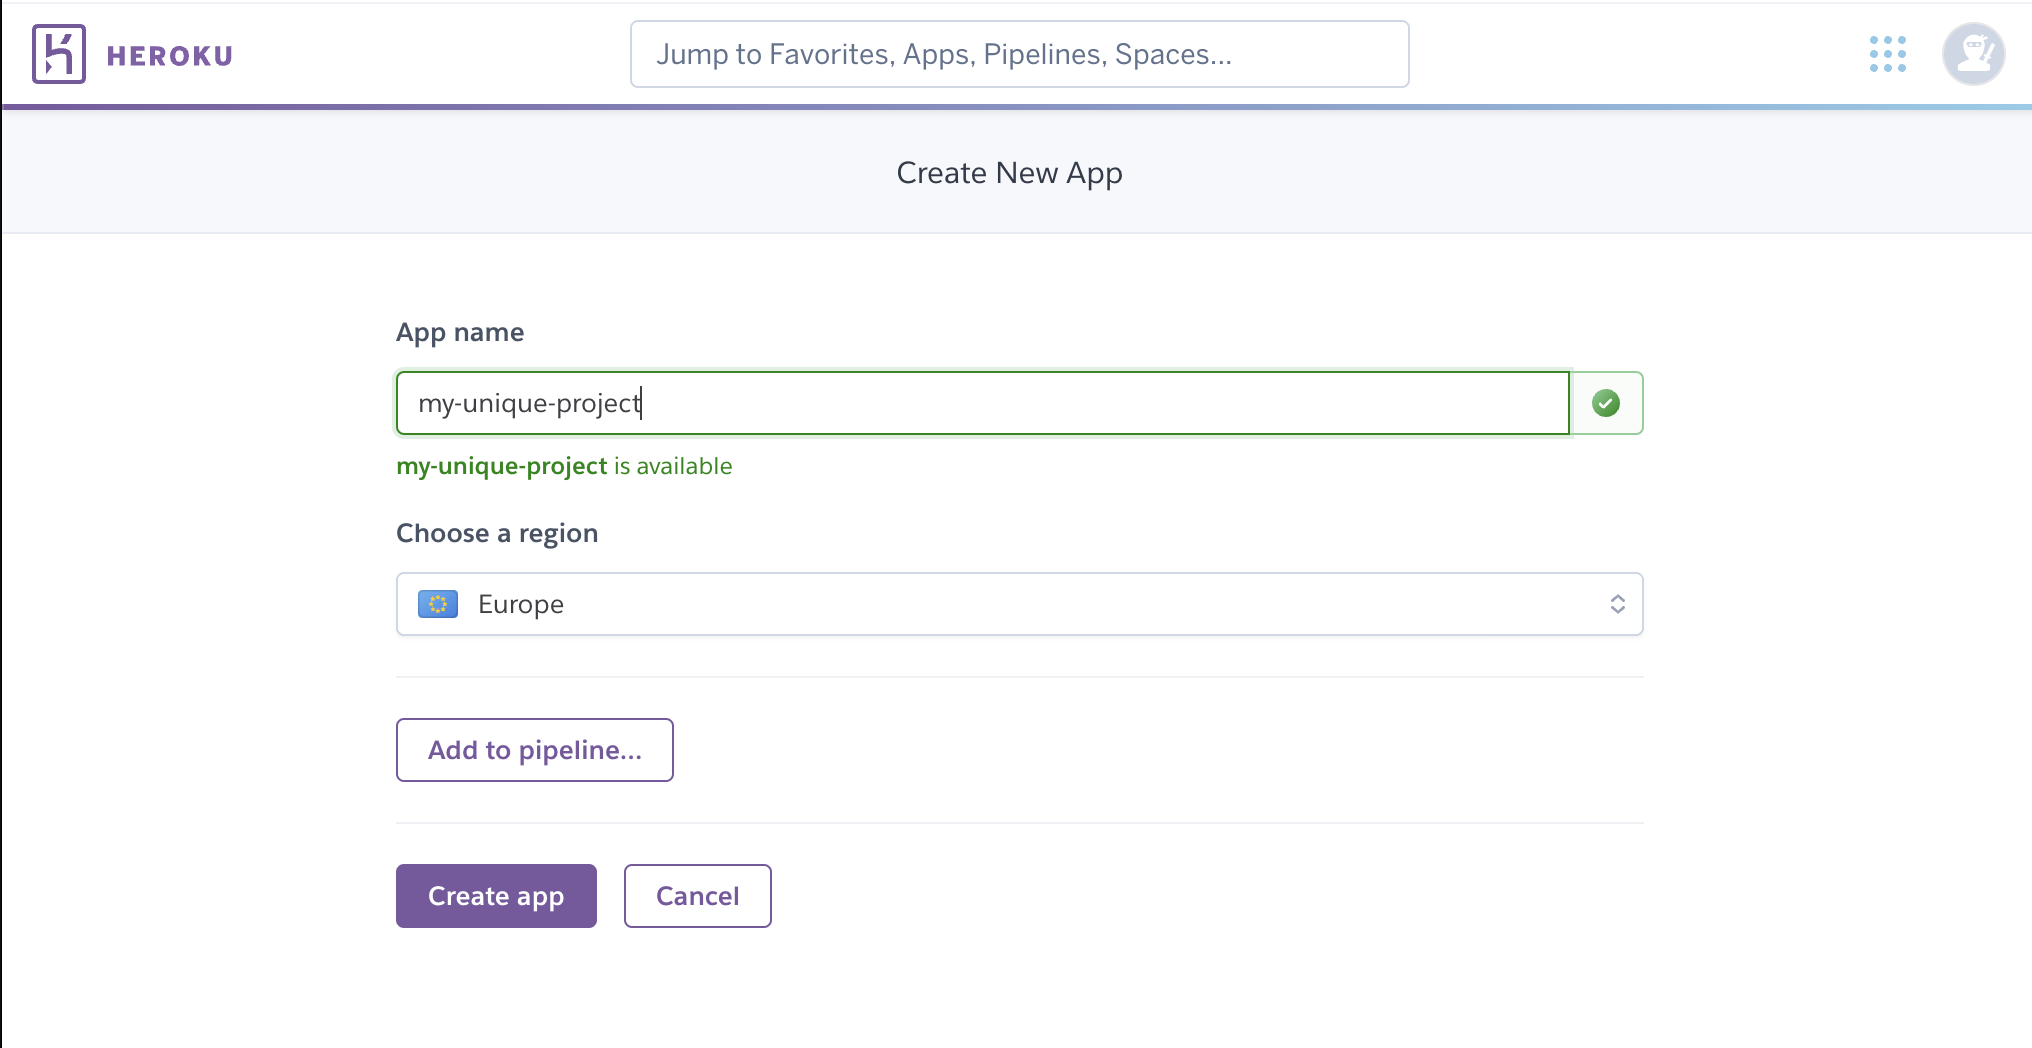 HEROKU
Jump to Favorites, Apps, Pipelines, Spaces...
Create New App
App name
my-unique-project
my-unique-project is available
Choose a region
Europe
Add to pipeline...
Create app
Cancel